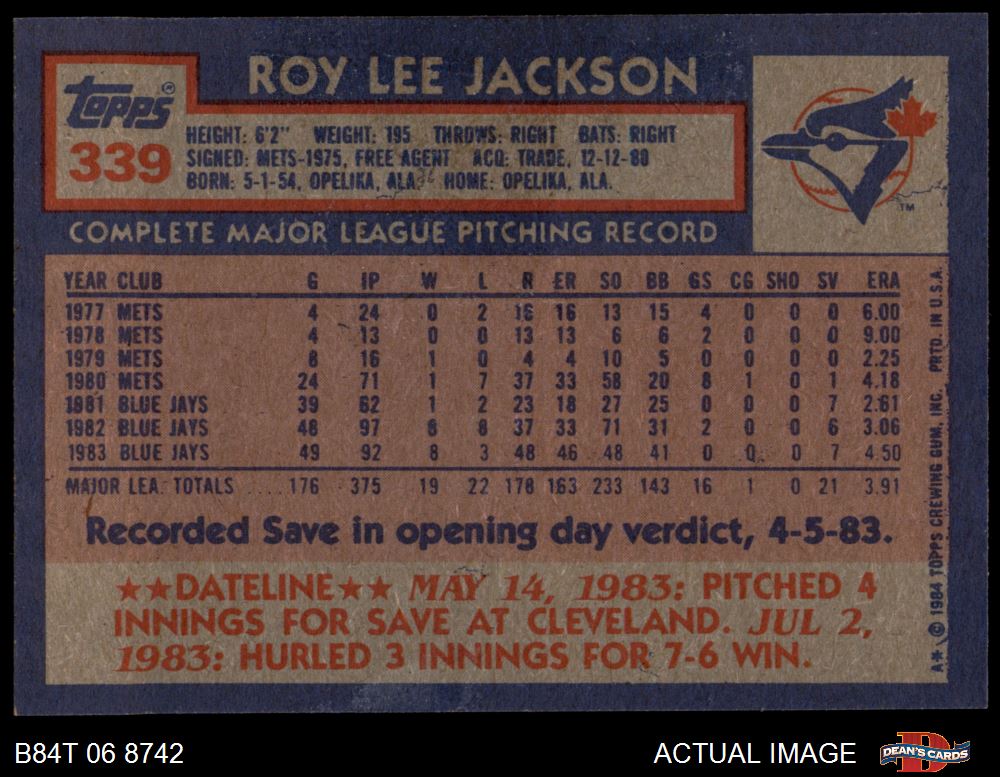 ROY LEE JACKSON
Topps®
339
HEIGHT: 6'2" WEIGHT: 195 THROWS: RIGHT BATS: RIGHT
SIGNED: METS-1975, FREE AGENT ACQ: TRADE, 12-12-80
BORN: 5-1-54, OPELIKA, ALA. HOME: OPELIKA, ALA.
TM
COMPLETE MAJOR LEAGUE PITCHING RECORD
YEAR CLUB G IP W L R ER SO BB GS CG SHO SV ERA
1977 METS 4 24 0 2 16 16 13 15 4 0 0 0 6.00
1978 METS 4 13 0 0 13 13 6 6 2 0 0 0 9.00
1979 METS 8 16 1 0 4 4 10 5 0 0 0 0 2.25
1980 METS 24 71 1 7 37 33 58 20 8 1 0 1 4.18
1981 BLUE JAYS 39 62 1 2 23 18 27 25 0 0 0 7 2.61
1982 BLUE JAYS 48 97 8 8 37 33 71 31 2 0 0 6 3.06
1983 BLUE JAYS 49 92 8 3 48 46 48 41 0 0 0 7 4.50
MAJOR LEA. TOTALS .... 176 375 19 22 178 163 233 143 16 1 0 21 3.91
Recorded Save in opening day verdict, 4-5-83.
★★DATELINE★★ MAY 14, 1983: PITCHED 4
INNINGS FOR SAVE AT CLEVELAND. JUL 2,
1983: HURLED 3 INNINGS FOR 7-6 WIN.
A* © 1984 TOPPS CHEWING GUM, INC. PRTD. IN U.S.A.
B84T 06 8742
ACTUAL IMAGE
D
DEAN'S CARDS